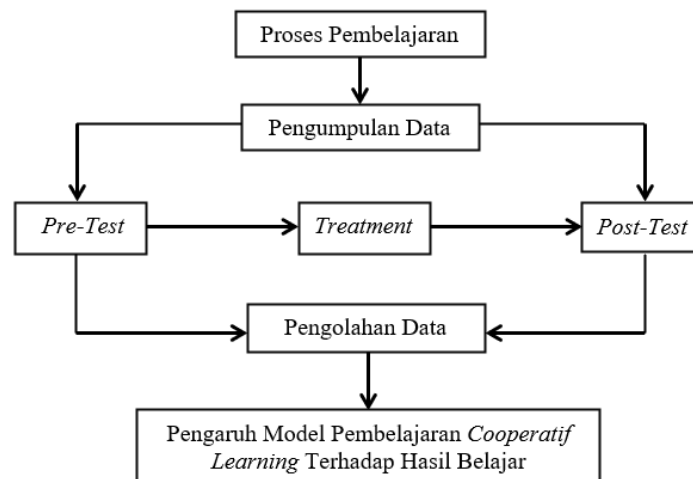 Proses Pembelajaran
Pengumpulan Data
Pre-Test
Treatment
Post-Test
Pengolahan Data
Pengaruh Model Pembelajaran Cooperatif
Learning Terhadap Hasil Belajar